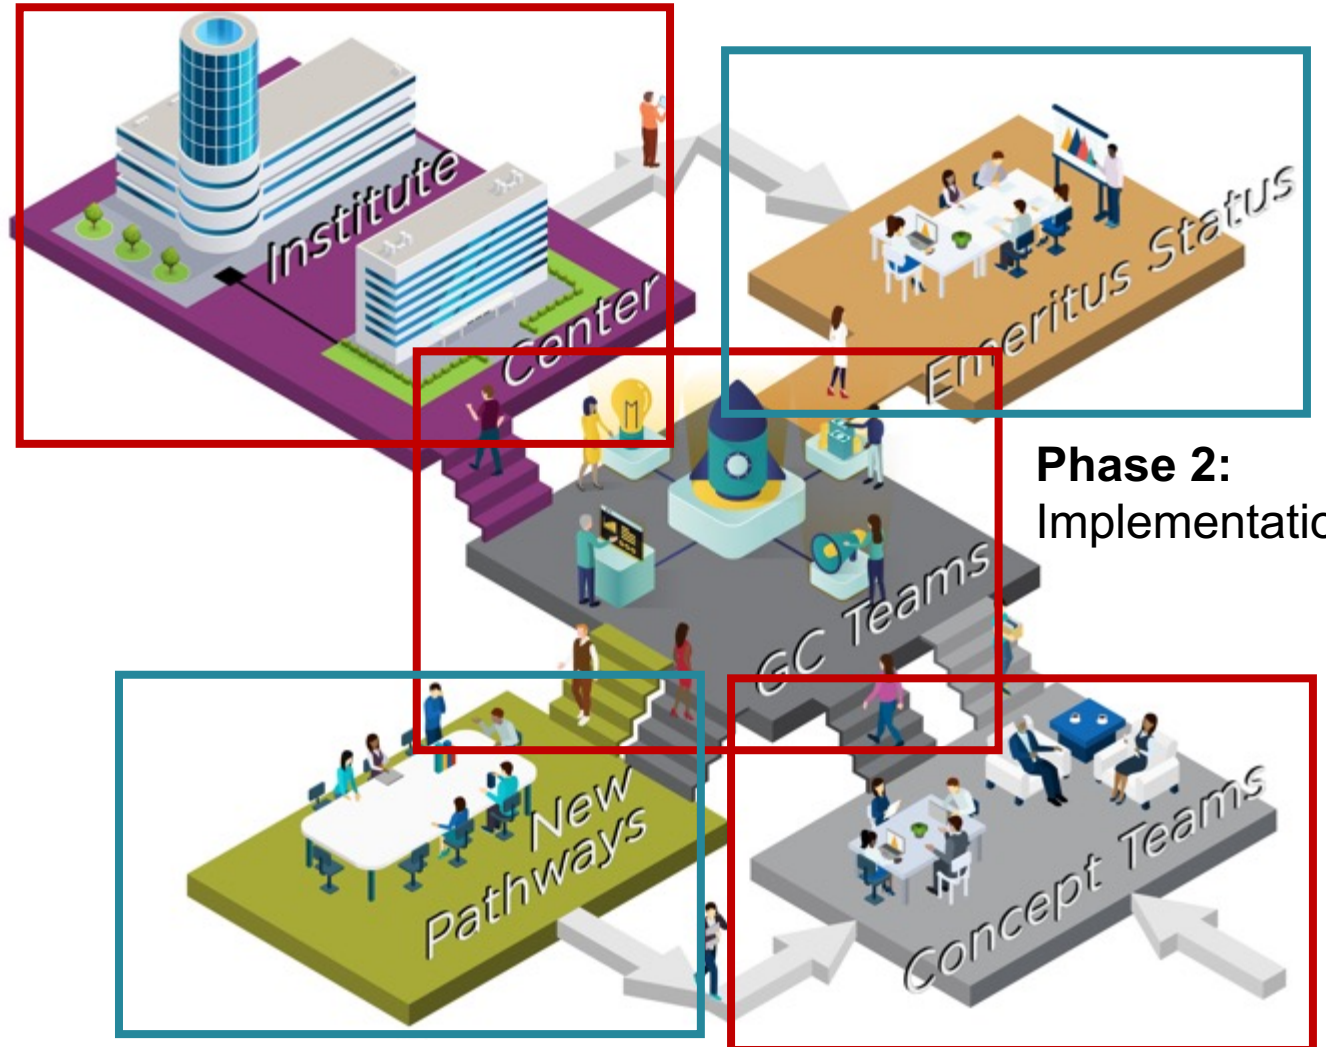 Institute
Center
Emeritus Status
Phase 2:
Implementatio
GC Teams
New
Pathways
Concept Teams